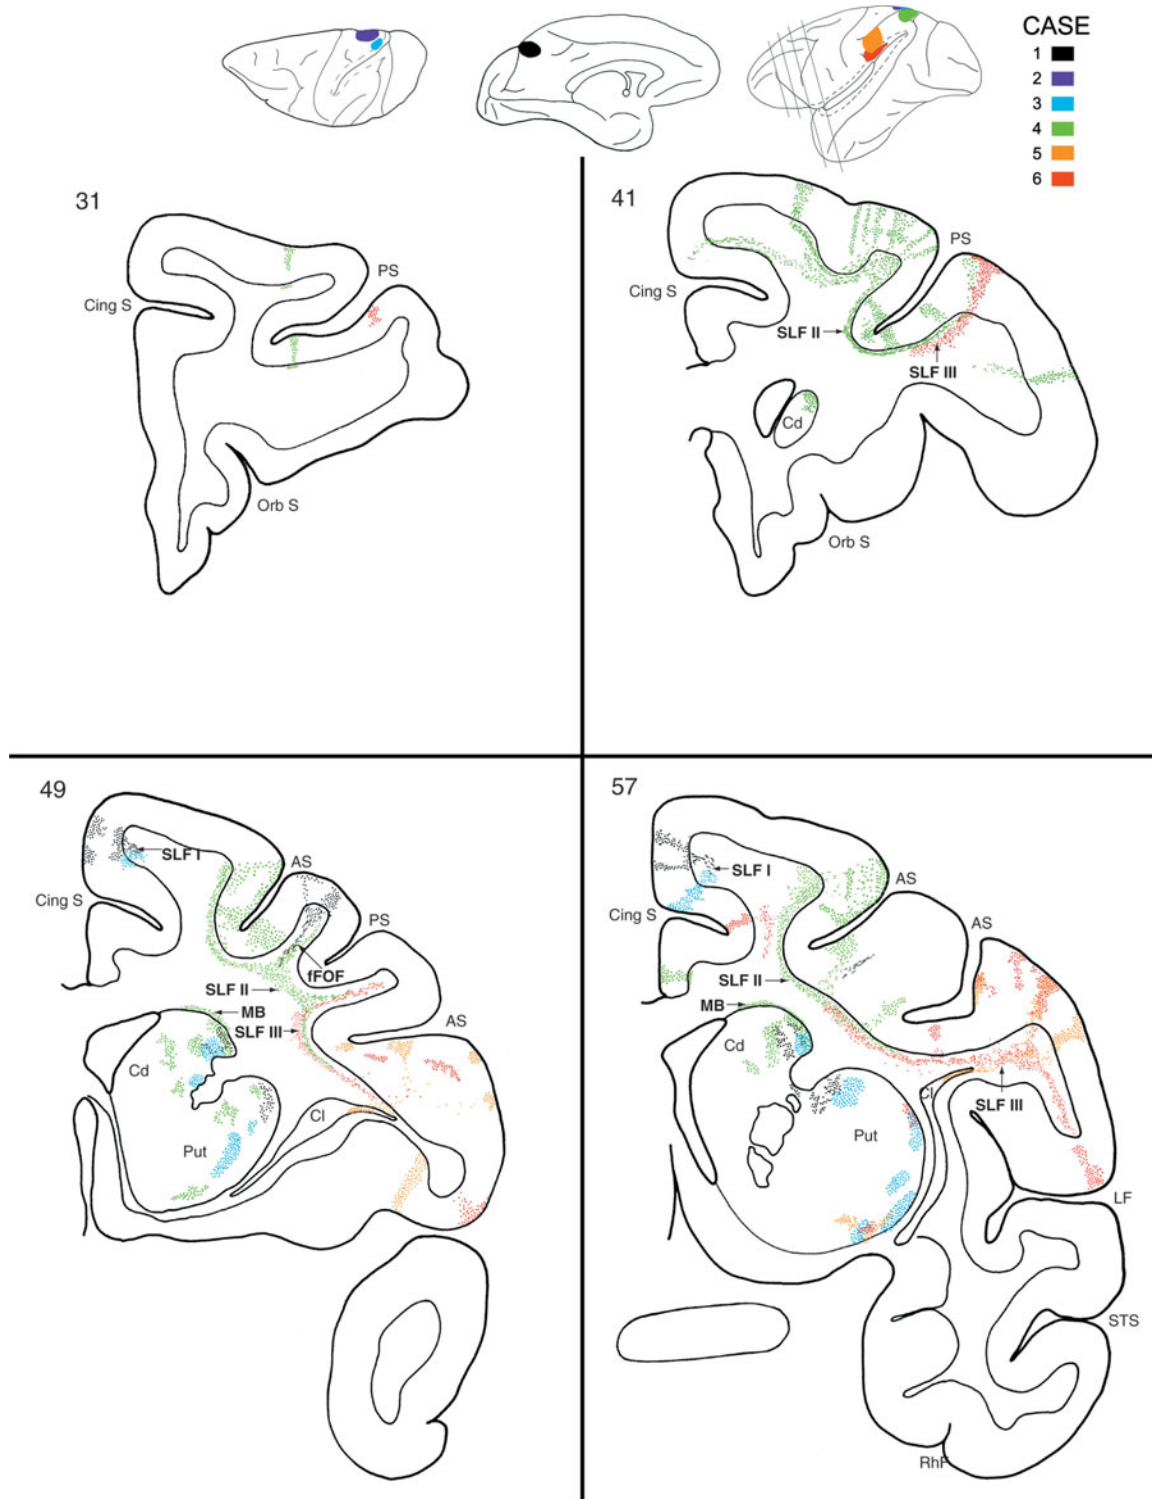 CASE
1
2
3
4
5
6
31
PS
Cing S
Orb S
41
PS
Cing S
SLF II
SLF III
Cd
Orb S
49
SLF I
AS
Cing S
PS
fFOF
SLF II
MB
SLF III
AS
Cd
Cl
Put
57
SLF I
AS
Cing S
AS
SLF II
MB
Cd
Cl
SLF III
Put
LF
STS
RhF